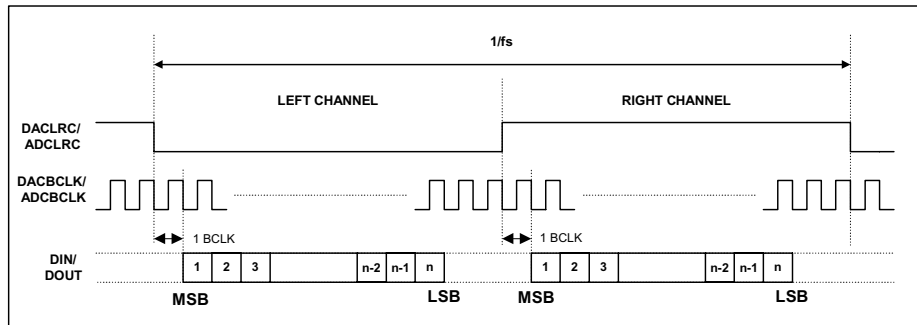 1/fs
LEFT CHANNEL RIGHT CHANNEL
DACLRC/
ADCLRC
DACBCLK/
ADCBCLK
1 BCLK 1 BCLK
DIN/
DOUT
1 2 3 n-2 n-1 n 1 2 3 n-2 n-1 n
MSB LSB MSB LSB